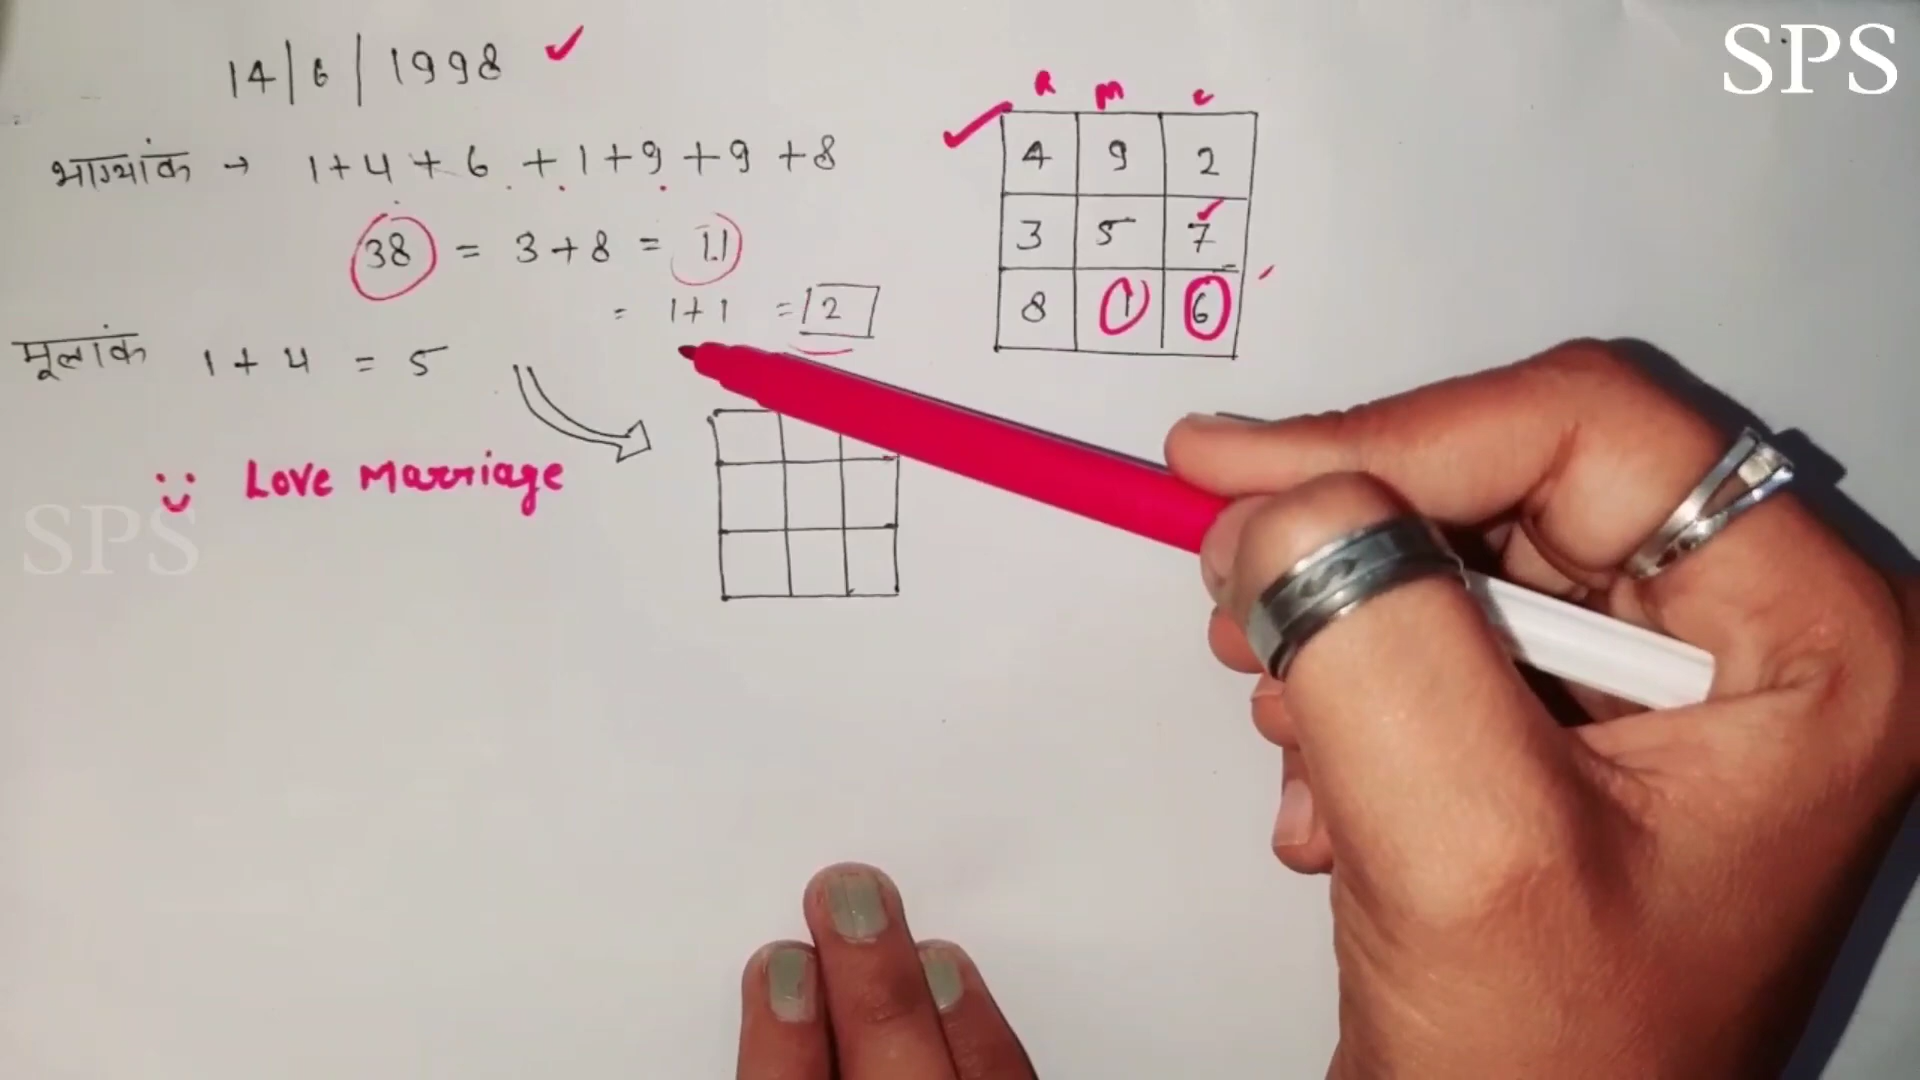 SPS
14/6/1998 ✓
भाग्यांक → 1+4+6+1+9+9+8
38 = 3+8 = 11
= 1+1 = 2
मूलांक 1+4 = 5
Love Marriage
SPS
R M C
4 9 2
3 5 7
8 1 6